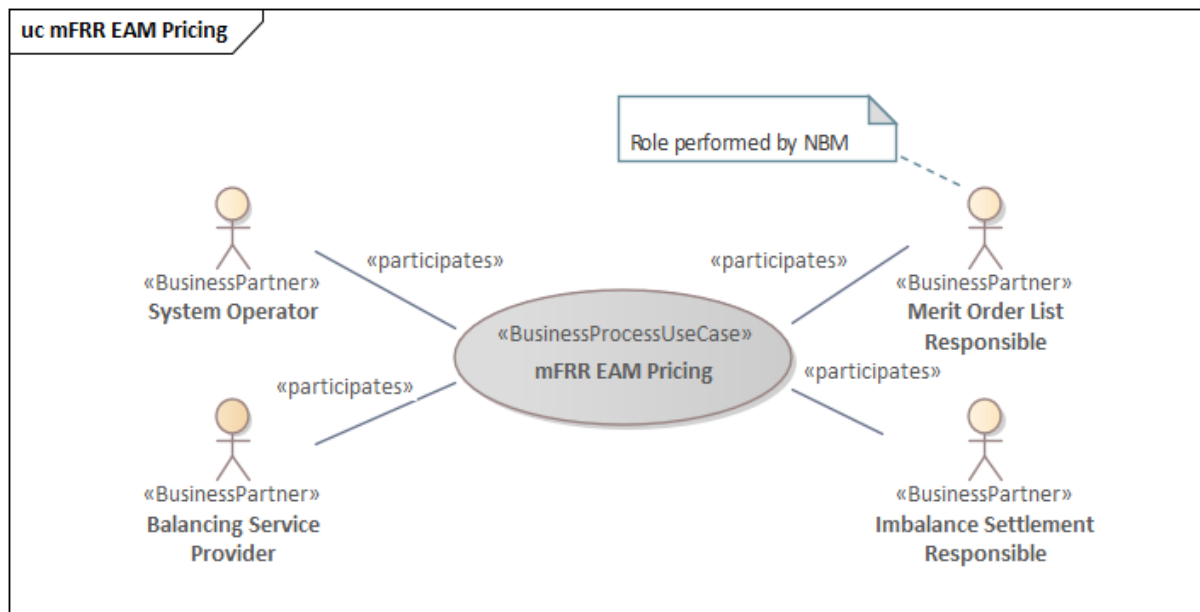 uc mFRR EAM Pricing
Role performed by NBM
«participates»
«participates»
«BusinessPartner»
System Operator
«BusinessPartner»
Merit Order List
Responsible
«BusinessProcessUseCase»
mFRR EAM Pricing
«participates»
«participates»
«BusinessPartner»
Balancing Service
Provider
«BusinessPartner»
Imbalance Settlement
Responsible